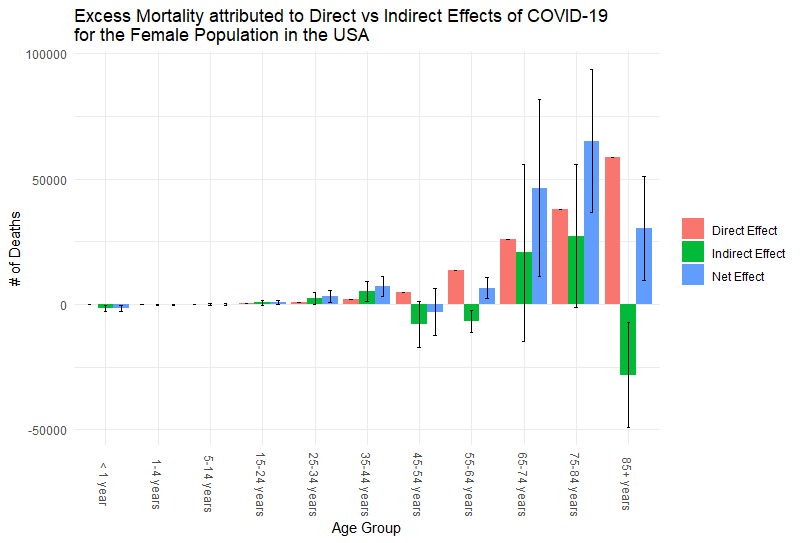 Excess Mortality attributed to Direct vs Indirect Effects of COVID-19
for the Female Population in the USA
100000
50000
0
-50000
# of Deaths
< 1 year
1-4 years
5-14 years
15-24 years
25-34 years
35-44 years
45-54 years
55-64 years
65-74 years
75-84 years
85+ years
Age Group
Direct Effect
Indirect Effect
Net Effect